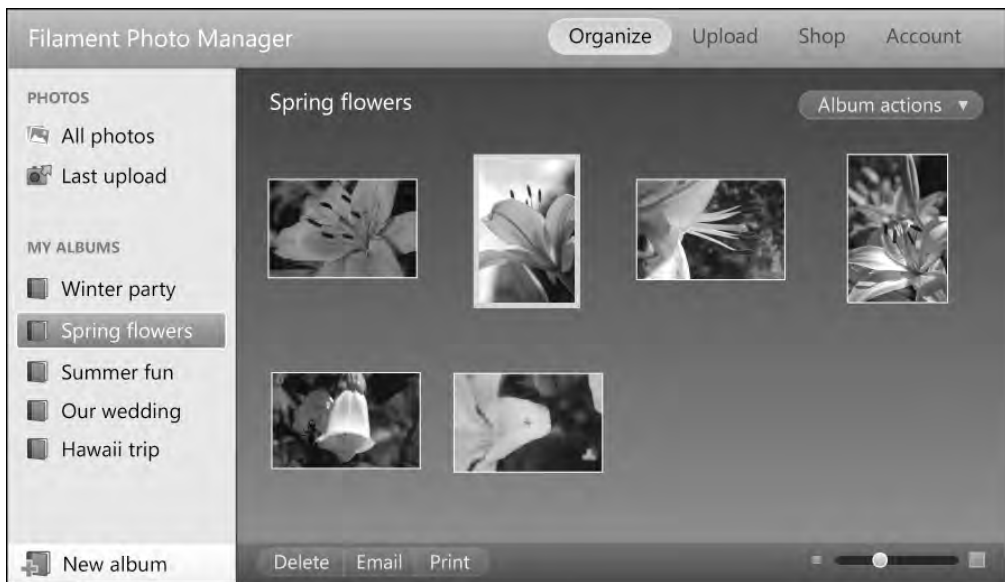 Filament Photo Manager
Organize Upload Shop Account
PHOTOS
All photos
Last upload
MY ALBUMS
Winter party
Spring flowers
Summer fun
Our wedding
Hawaii trip
New album
Spring flowers
Album actions ▼
Delete Email Print